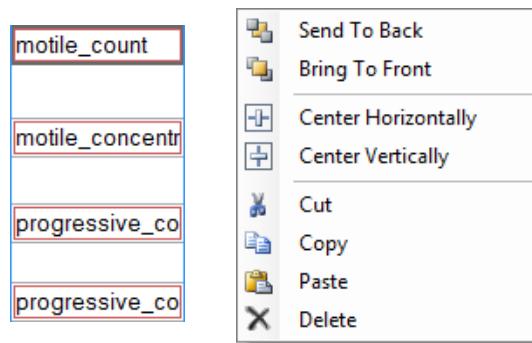 motile_count
motile_concentr
progressive_co
progressive_co
Send To Back
Bring To Front
Center Horizontally
Center Vertically
Cut
Copy
Paste
Delete